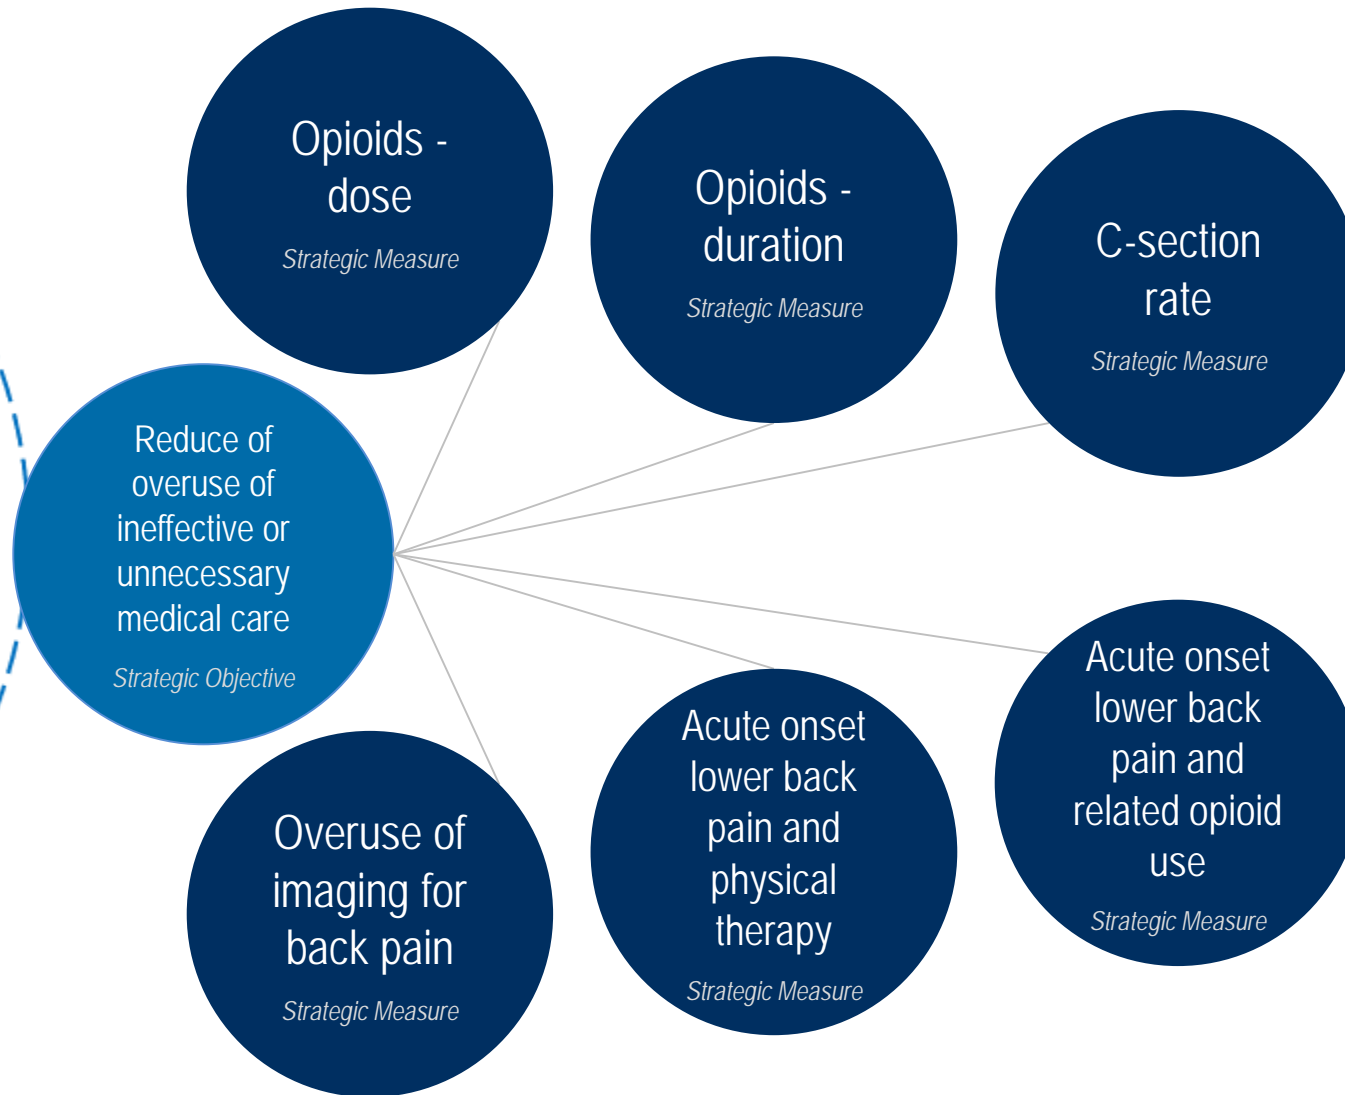 Opioids -
dose
Strategic Measure
Opioids -
duration
Strategic Measure
C-section
rate
Strategic Measure
Reduce of
overuse of
ineffective or
unnecessary
medical care
Strategic Objective
Overuse of
imaging for
back pain
Strategic Measure
Acute onset
lower back
pain and
physical
therapy
Strategic Measure
Acute onset
lower back
pain and
related opioid
use
Strategic Measure